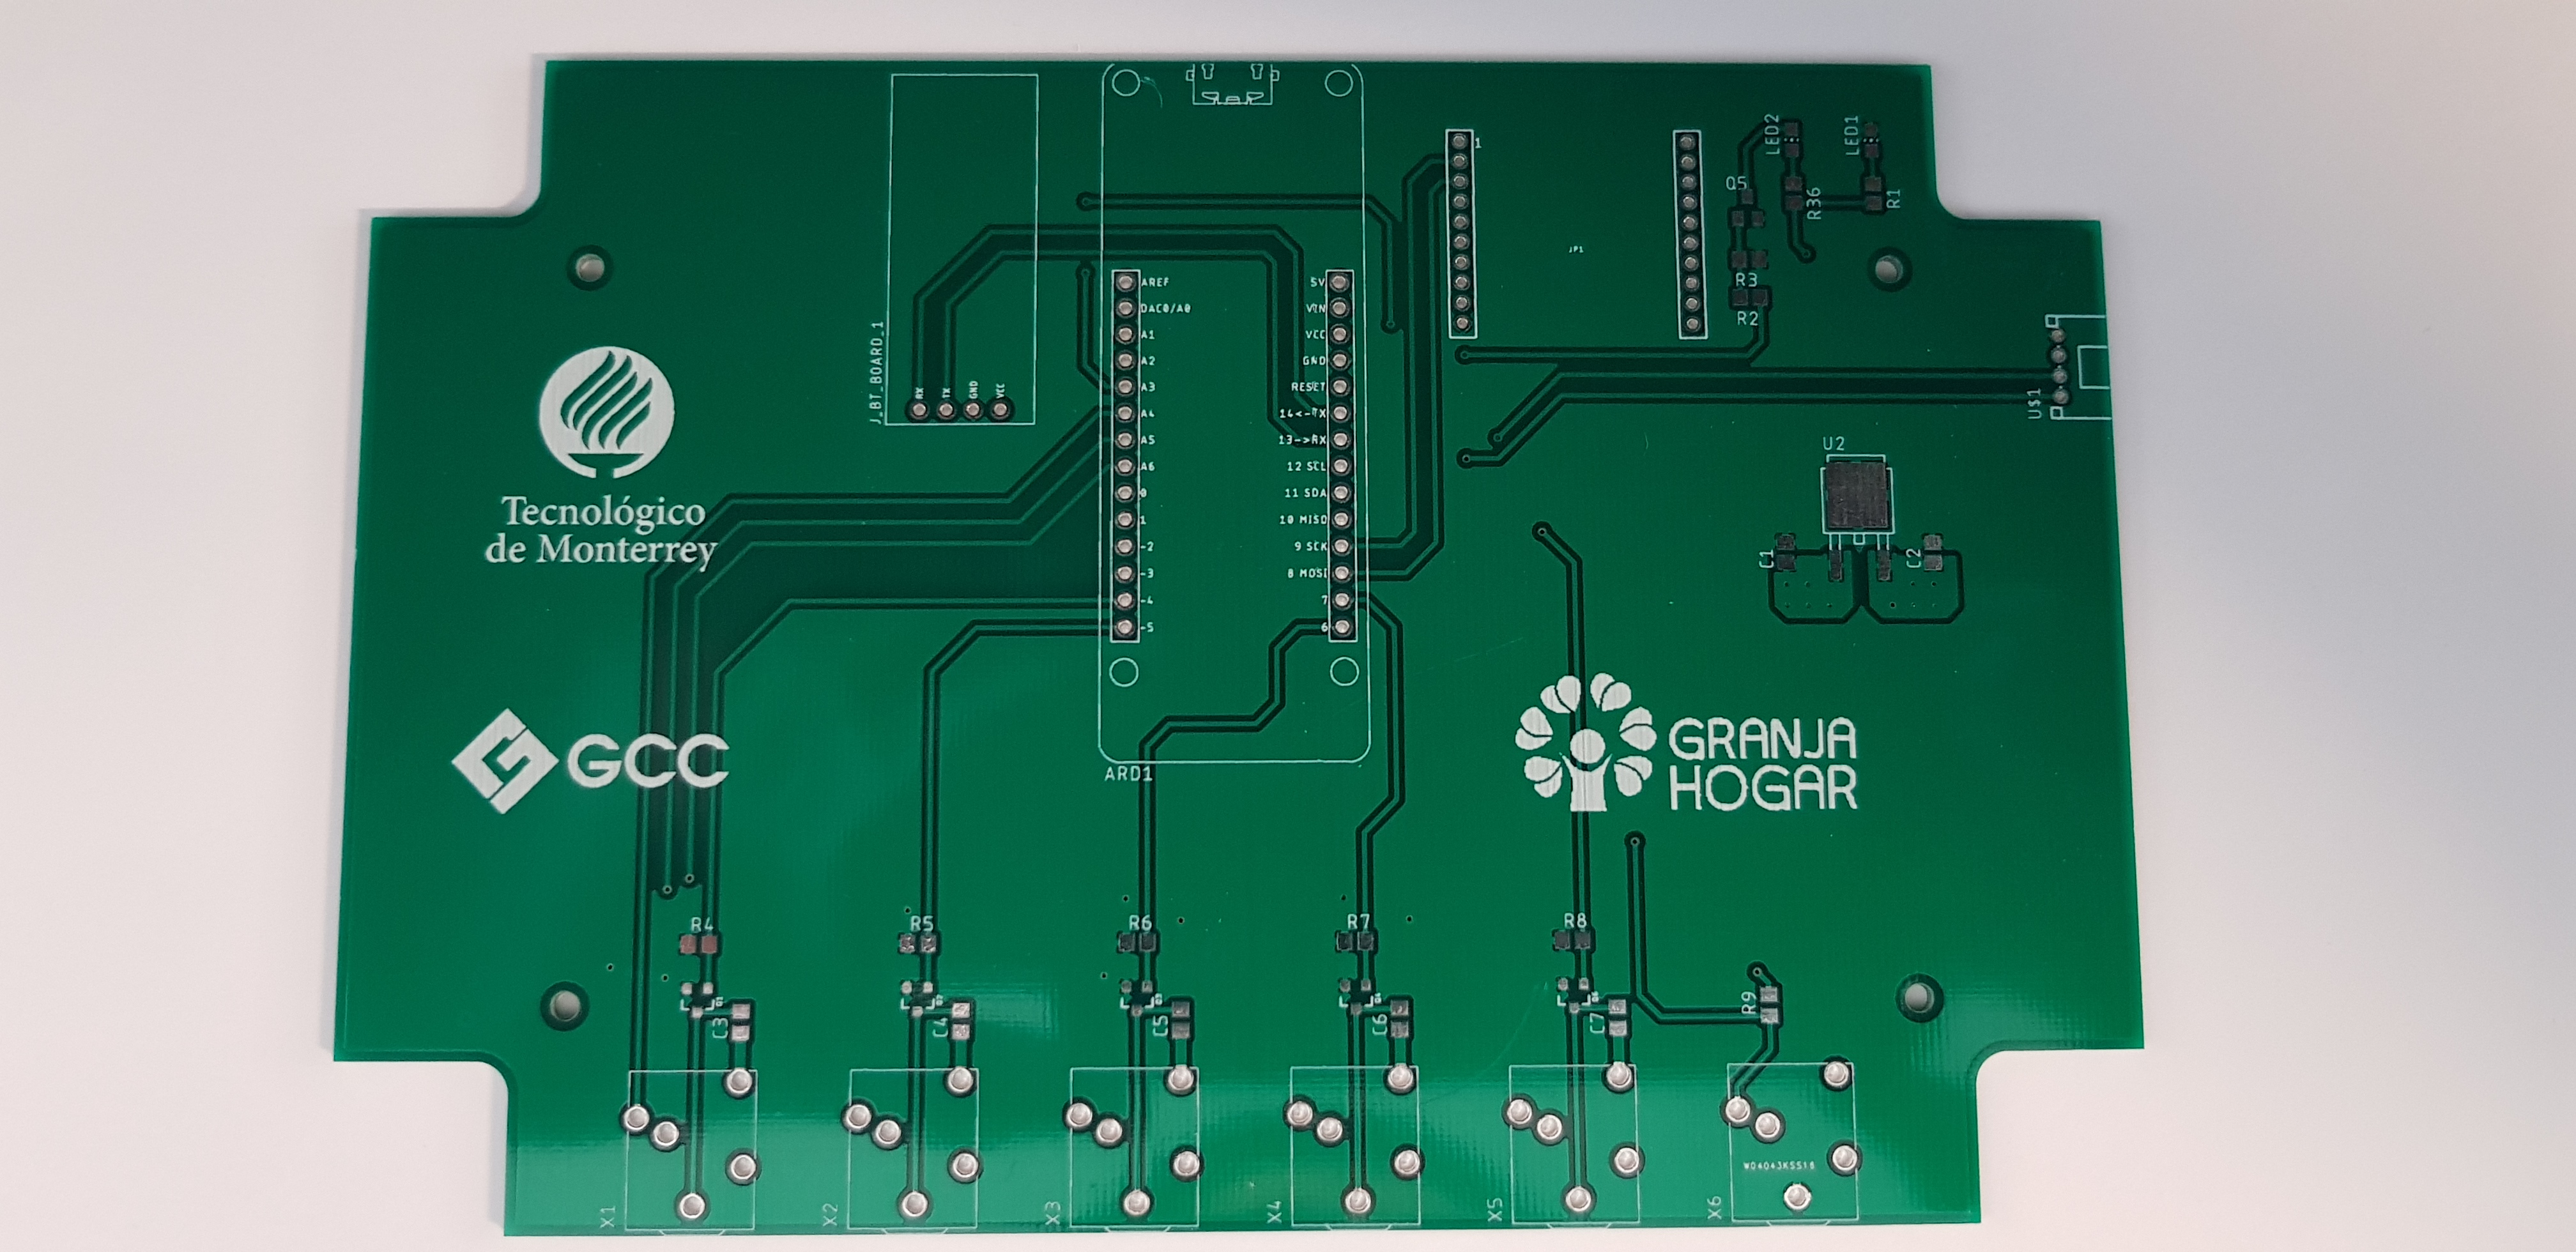 LED2
LED1
1
Q5
R36
R1
JP1
R3
R2
J_BT_BOARD_1
RX
TX
GND
VCC
AREF
DAC0/A0
A1
A2
A3
A4
A5
A6
0
1
~2
~3
~4
~5
5V
VIN
VCC
GND
RESET
14<-TX
13->RX
12 SCL
11 SDA
10 MISO
9 SCK
8 MOSI
7
6
ARD1
U$1
U2
C1
C2
Tecnológico
de Monterrey
GCC
GRANJA
HOGAR
R4
R5
R6
R7
R8
R9
C3
C4
C5
C6
C7
X1
X2
X3
X4
X5
X6